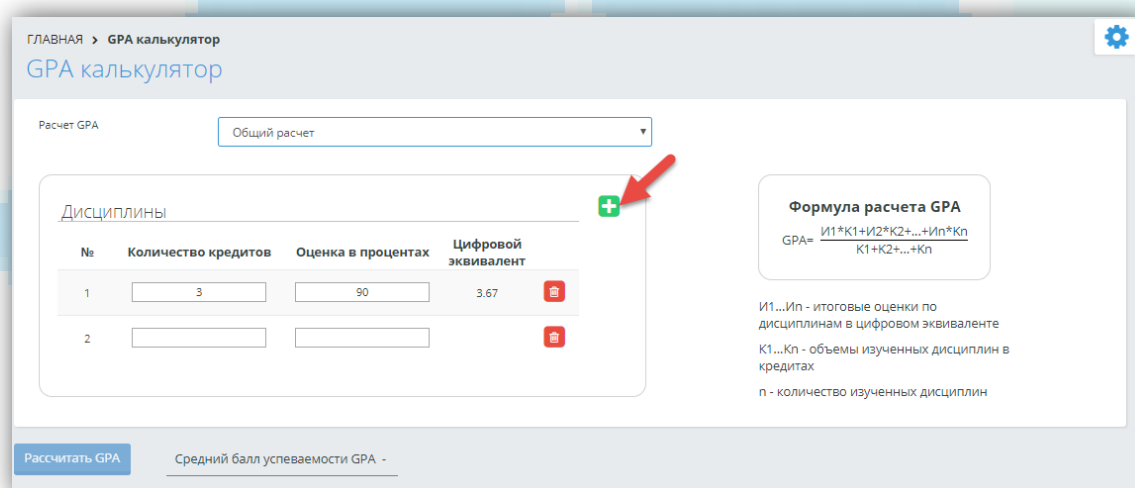 ГЛАВНАЯ > GPA калькулятор
GPA калькулятор
Расчет GPA
Общий расчет
Дисциплины
№ Количество кредитов Оценка в процентах Цифровой эквивалент
1 3 90 3.67
2
Формула расчета GPA
GPA= И1*К1+И2*К2+...+Иn*Кn
К1+К2+...+Кn
И1...Иn - итоговые оценки по
дисциплинам в цифровом эквиваленте
К1...Кn - объемы изученных дисциплин в
кредитах
n - количество изученных дисциплин
Рассчитать GPA
Средний балл успеваемости GPA -